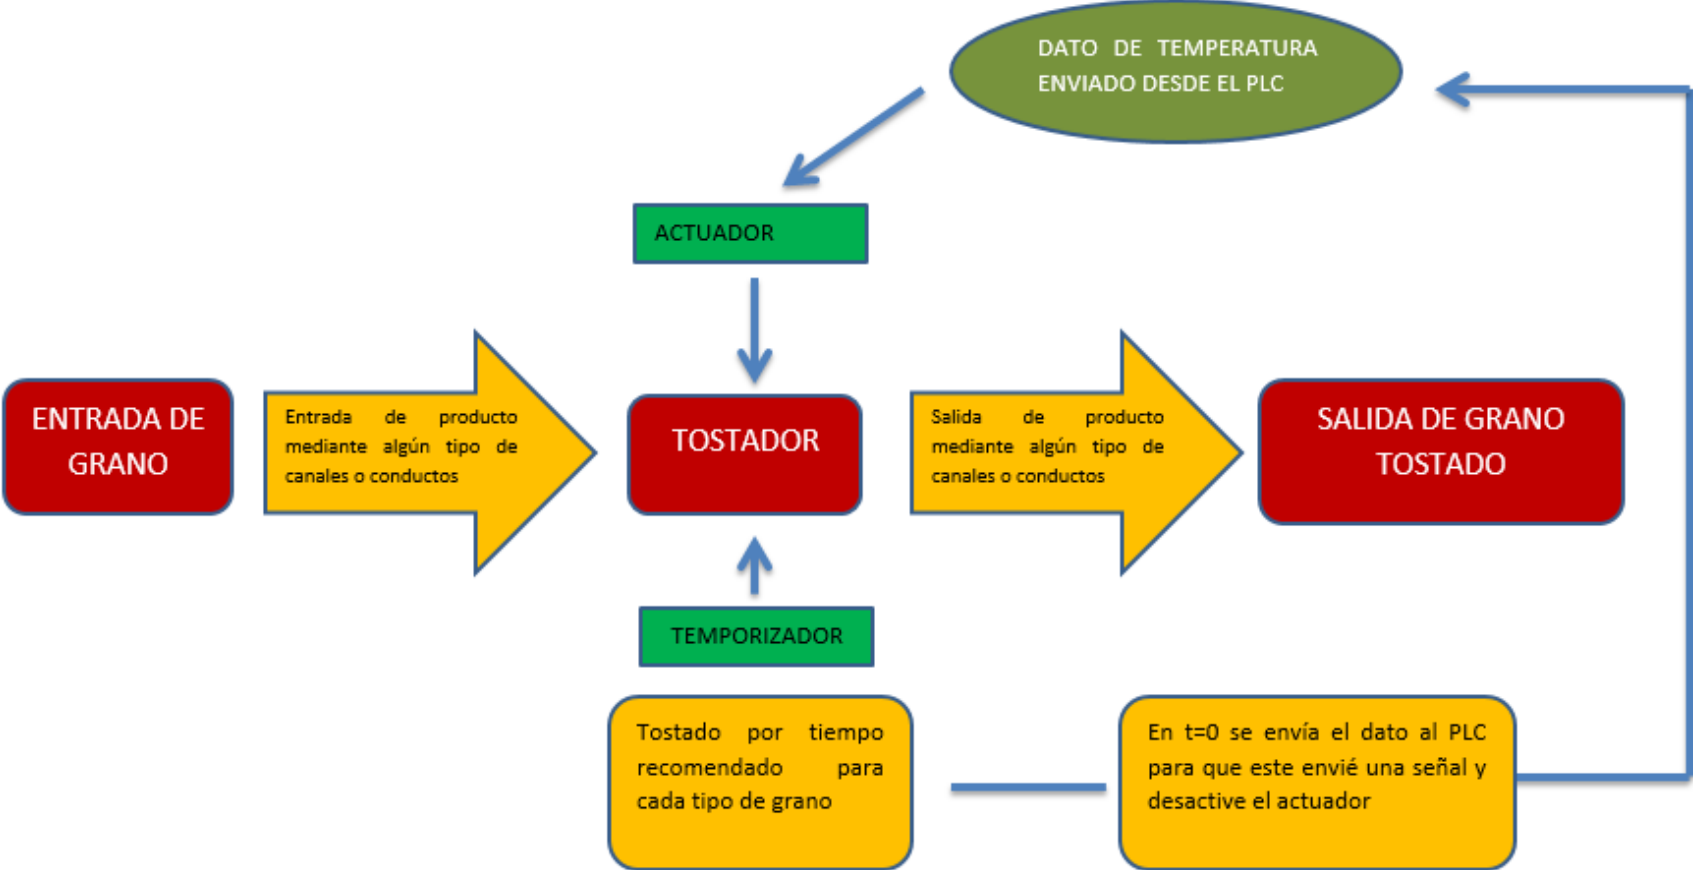 DATO DE TEMPERATURA
ENVIADO DESDE EL PLC
ACTUADOR
ENTRADA DE
GRANO
Entrada de producto
mediante algún tipo de
canales o conductos
TOSTADOR
Salida de producto
mediante algún tipo de
canales o conductos
SALIDA DE GRANO
TOSTADO
TEMPORIZADOR
Tostado por tiempo
recomendado para
cada tipo de grano
En t=0 se envía el dato al PLC
para que este envié una señal y
desactive el actuador